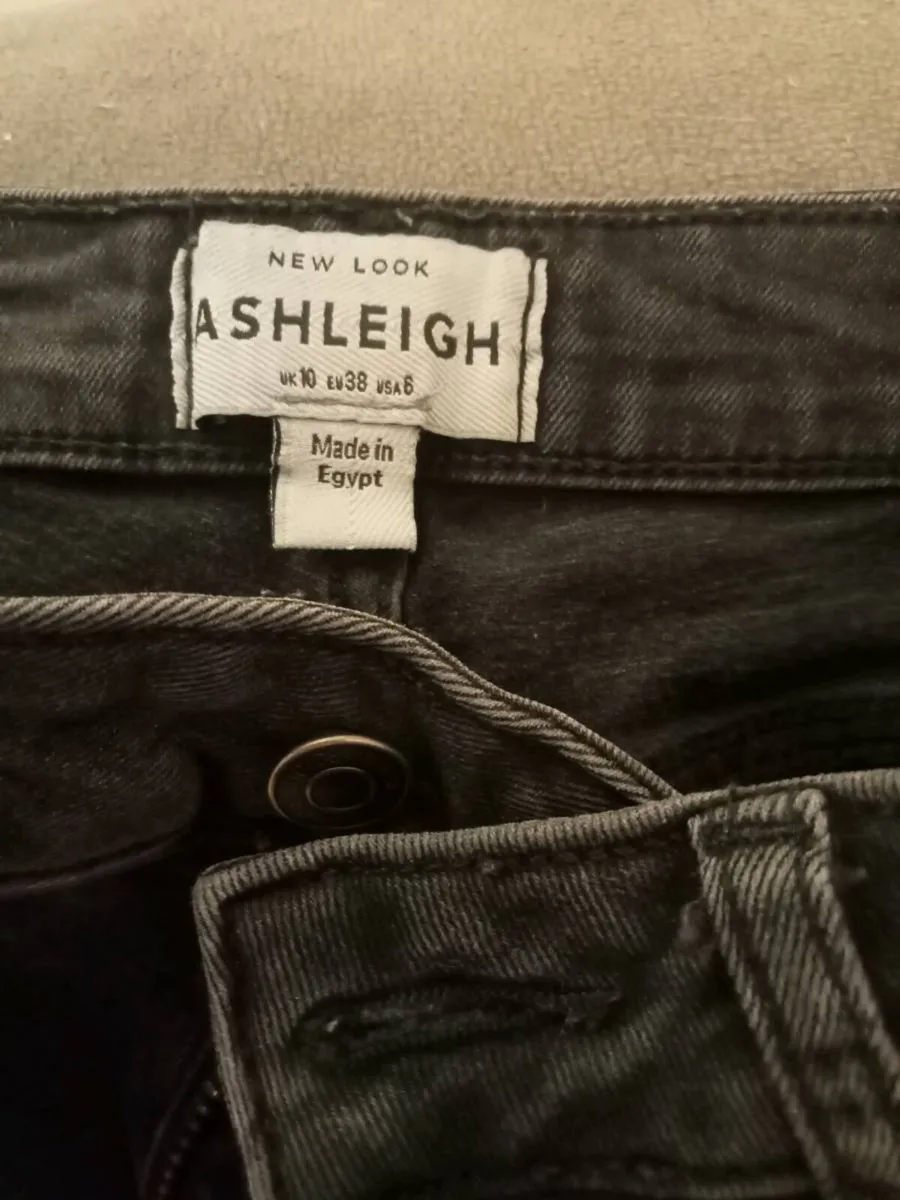 NEW LOOK
ASHLEIGH
UK10 EU38 USA6
Made in
Egypt